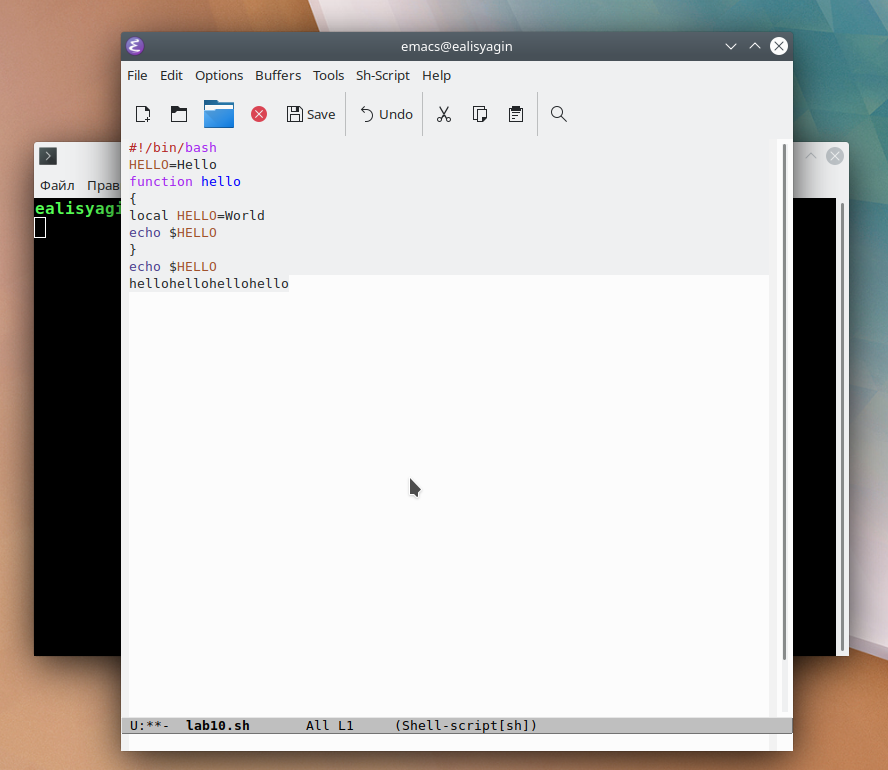 emacs@ealisyagin
File Edit Options Buffers Tools Sh-Script Help
Save Undo
Файл Прав
ealisyagi
#!/bin/bash
HELLO=Hello
function hello
{
local HELLO=World
echo $HELLO
}
echo $HELLO
hellohellohellohello
U:**- lab10.sh All L1 (Shell-script[sh])